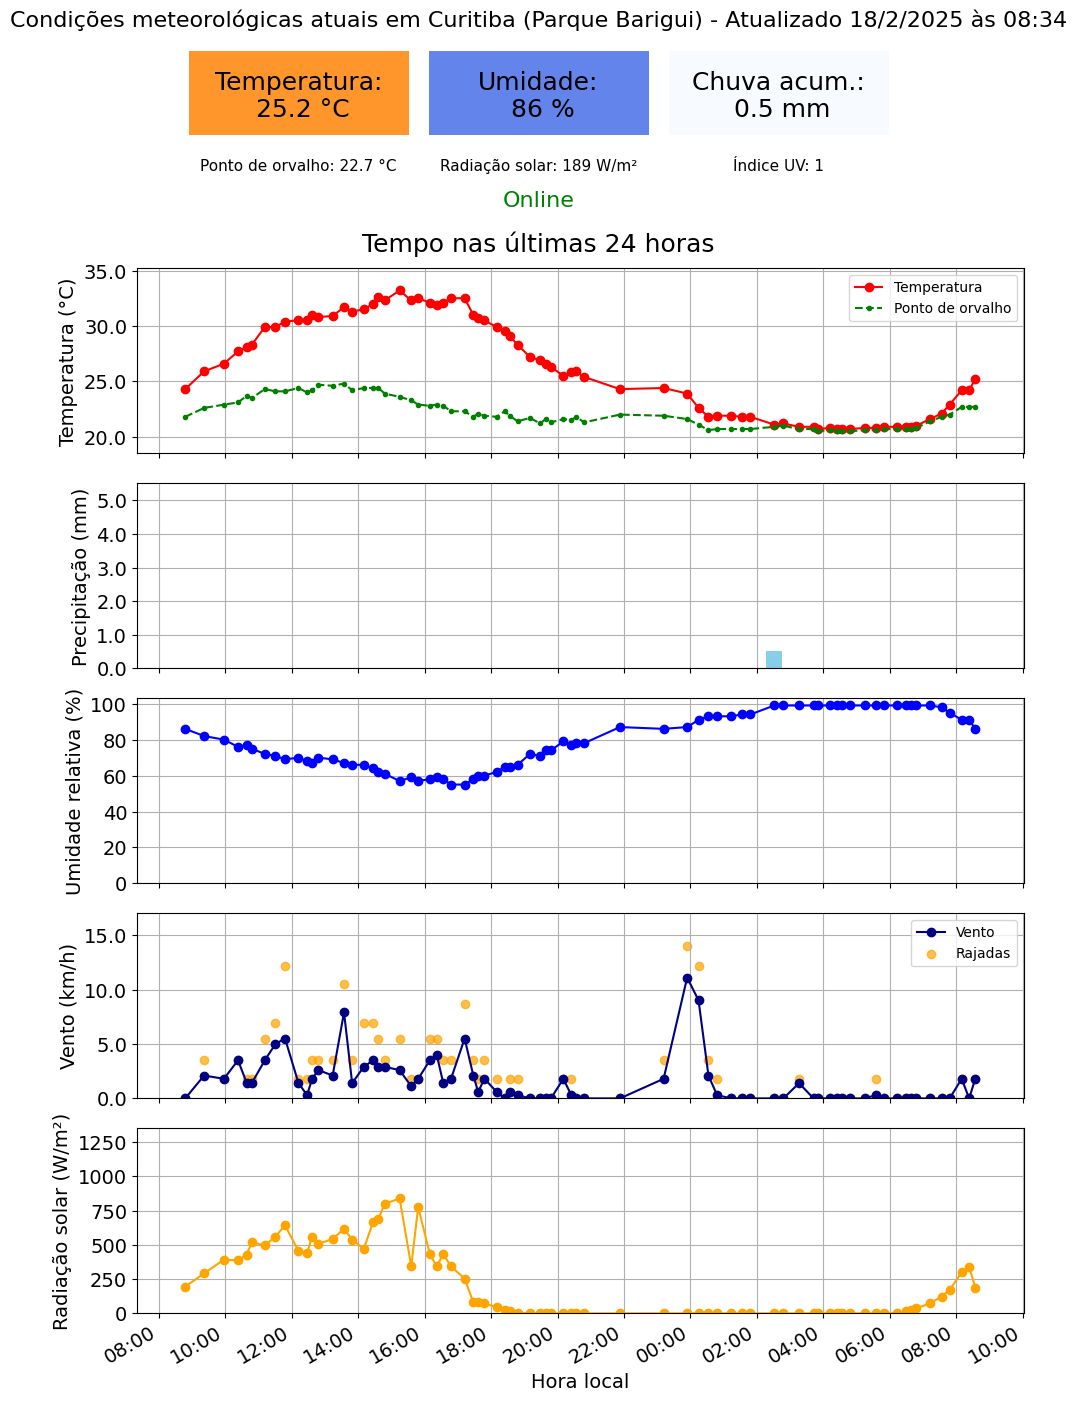 Condições meteorológicas atuais em Curitiba (Parque Barigui) - Atualizado 18/2/2025 às 08:34
Temperatura:
25.2 °C
Umidade:
86 %
Chuva acum.:
0.5 mm
Ponto de orvalho: 22.7 °C
Radiação solar: 189 W/m²
Índice UV: 1
Online
Tempo nas últimas 24 horas
Temperatura (°C)
35.0
30.0
25.0
20.0
Temperatura
Ponto de orvalho
Precipitação (mm)
5.0
4.0
3.0
2.0
1.0
0.0
Umidade relativa (%)
100
80
60
40
20
0
Vento (km/h)
15.0
10.0
5.0
0.0
Vento
Rajadas
Radiação solar (W/m²)
1250
1000
750
500
250
0
08:00
10:00
12:00
14:00
16:00
18:00
20:00
22:00
00:00
02:00
04:00
06:00
08:00
10:00
Hora local